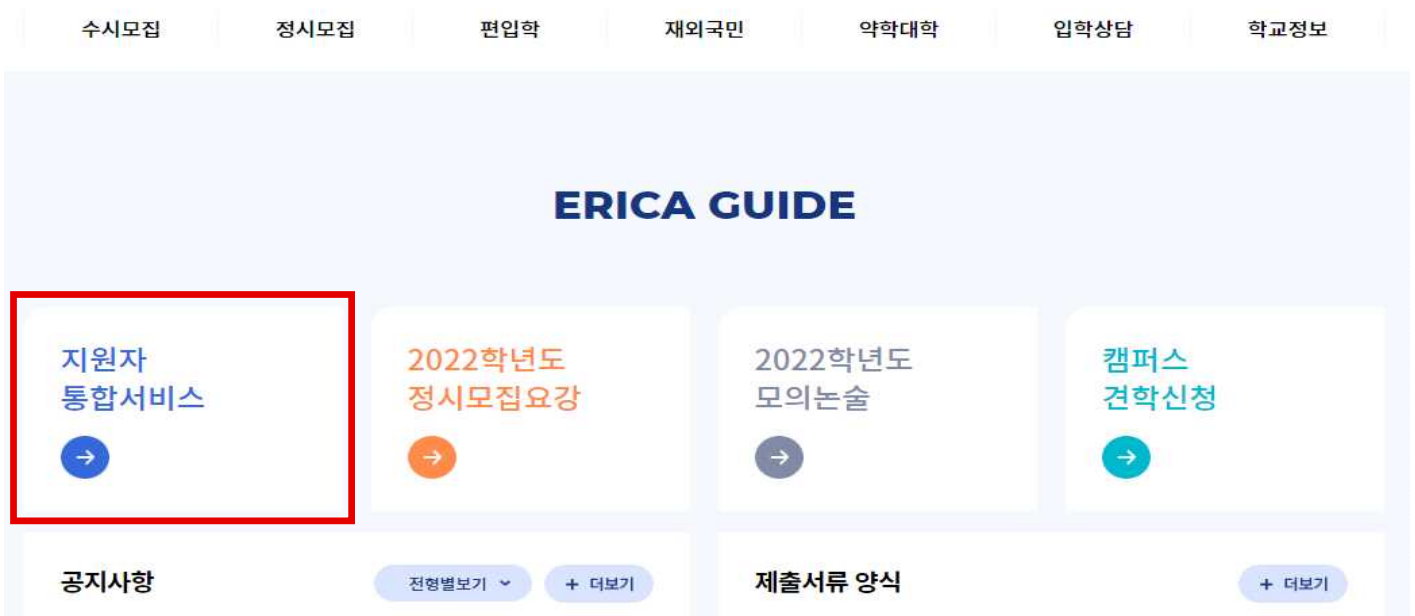 수시모집 정시모집 편입학 재외국민 약학대학 입학상담 학교정보
ERICA GUIDE
지원자
통합서비스
2022학년도
정시모집요강
2022학년도
모의논술
캠퍼스
견학신청
공지사항 전형별보기 + 더보기
제출서류 양식 + 더보기